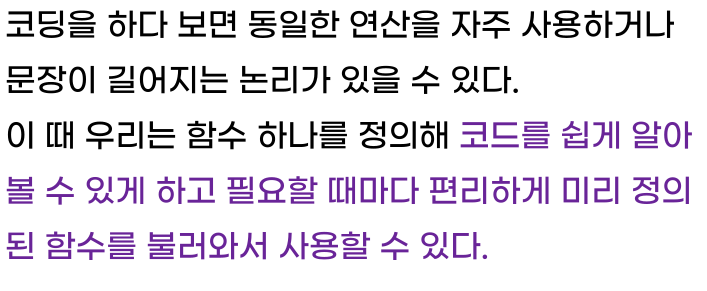 코딩을 하다 보면 동일한 연산을 자주 사용하거나
문장이 길어지는 논리가 있을 수 있다.
이 때 우리는 함수 하나를 정의해 코드를 쉽게 알아
볼 수 있게 하고 필요할 때마다 편리하게 미리 정의
된 함수를 불러와서 사용할 수 있다.